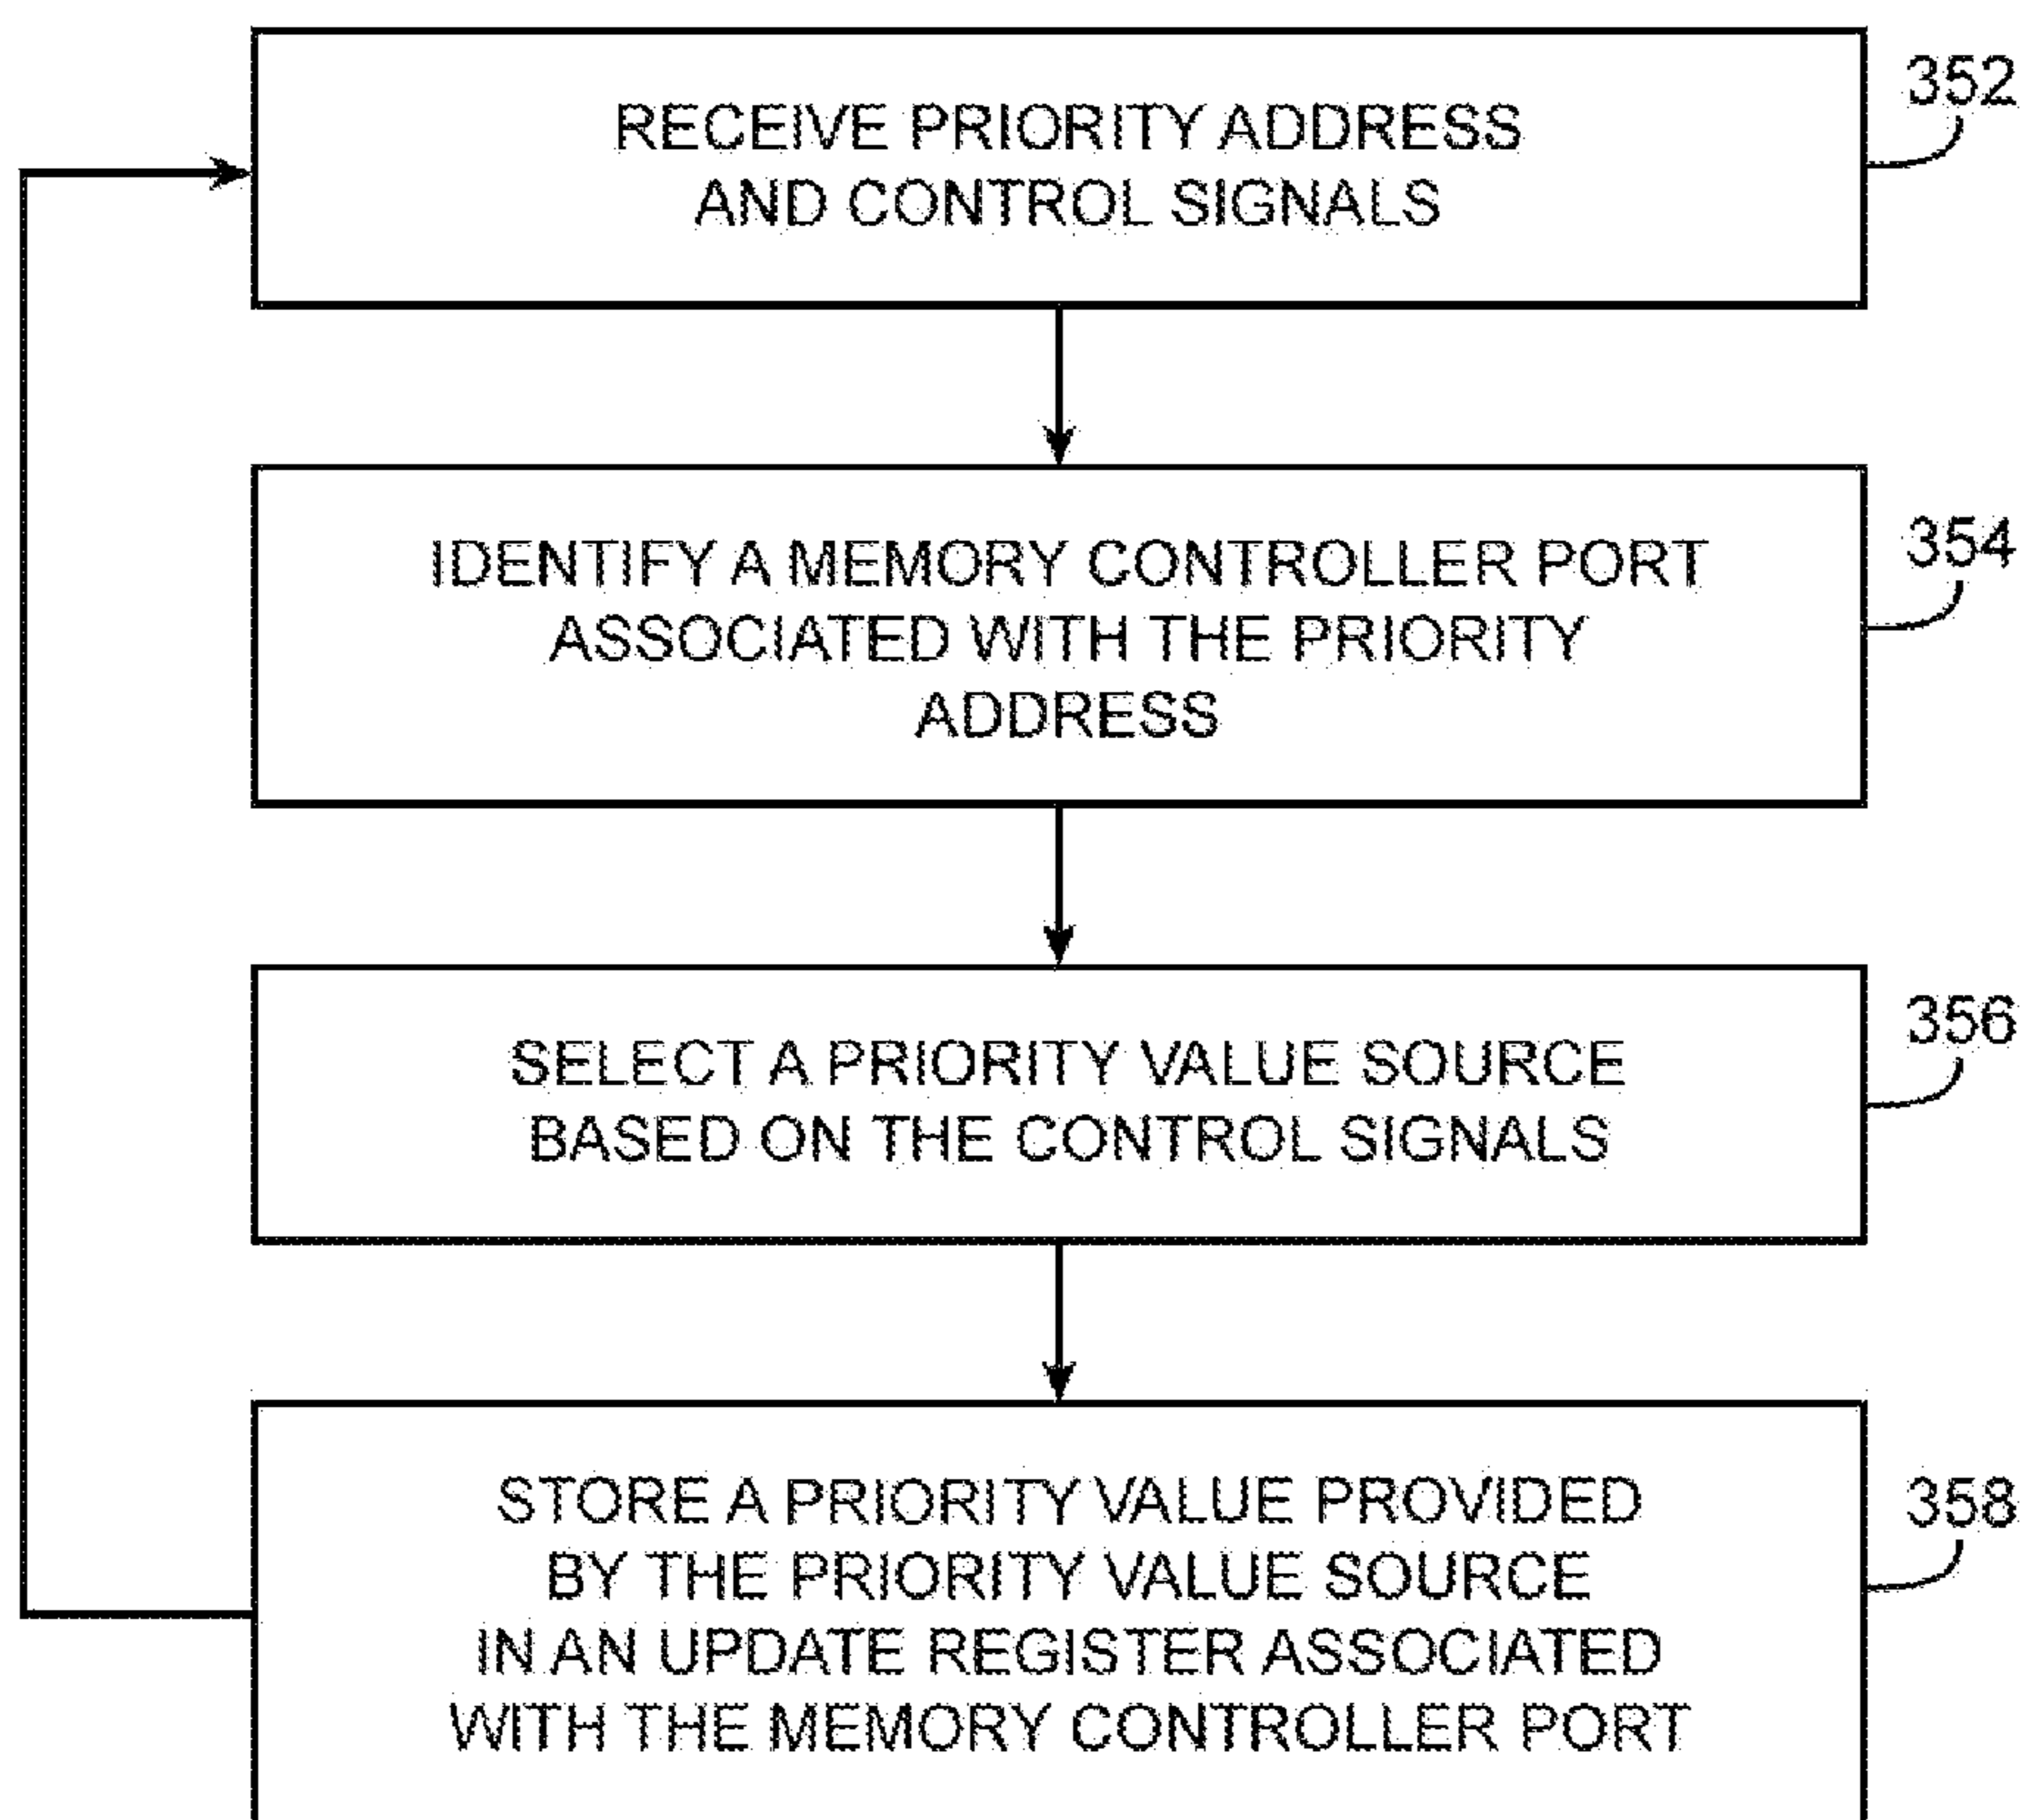 RECEIVE PRIORITY ADDRESS
AND CONTROL SIGNALS
352
IDENTIFY A MEMORY CONTROLLER PORT
ASSOCIATED WITH THE PRIORITY
ADDRESS
354
SELECT A PRIORITY VALUE SOURCE
BASED ON THE CONTROL SIGNALS
356
STORE A PRIORITY VALUE PROVIDED
BY THE PRIORITY VALUE SOURCE
IN AN UPDATE REGISTER ASSOCIATED
WITH THE MEMORY CONTROLLER PORT
358